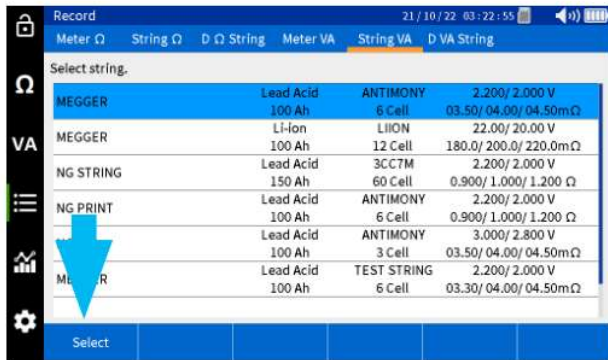 Record 21/10/22 03:22:55
Meter Ω String Ω D Ω String Meter VA String VA D VA String
Select string.
Ω
VA
MEGGER Lead Acid ANTIMONY 2.200/ 2.000 V
100 Ah 6 Cell 03.50/ 04.00/ 04.50mΩ
MEGGER Li-ion LIION 22.00/ 20.00 V
100 Ah 12 Cell 180.0/ 200.0/ 220.0mΩ
NG STRING Lead Acid 3CC7M 2.200/ 2.000 V
150 Ah 60 Cell 0.900/ 1.000/ 1.200 Ω
NG PRINT Lead Acid ANTIMONY 2.200/ 2.000 V
100 Ah 6 Cell 0.900/ 1.000/ 1.200 Ω
Lead Acid ANTIMONY 3.000/ 2.800 V
100 Ah 3 Cell 03.50/ 04.00/ 04.50mΩ
Lead Acid TEST STRING 2.200/ 2.000 V
100 Ah 6 Cell 03.30/ 04.00/ 04.50mΩ
Select